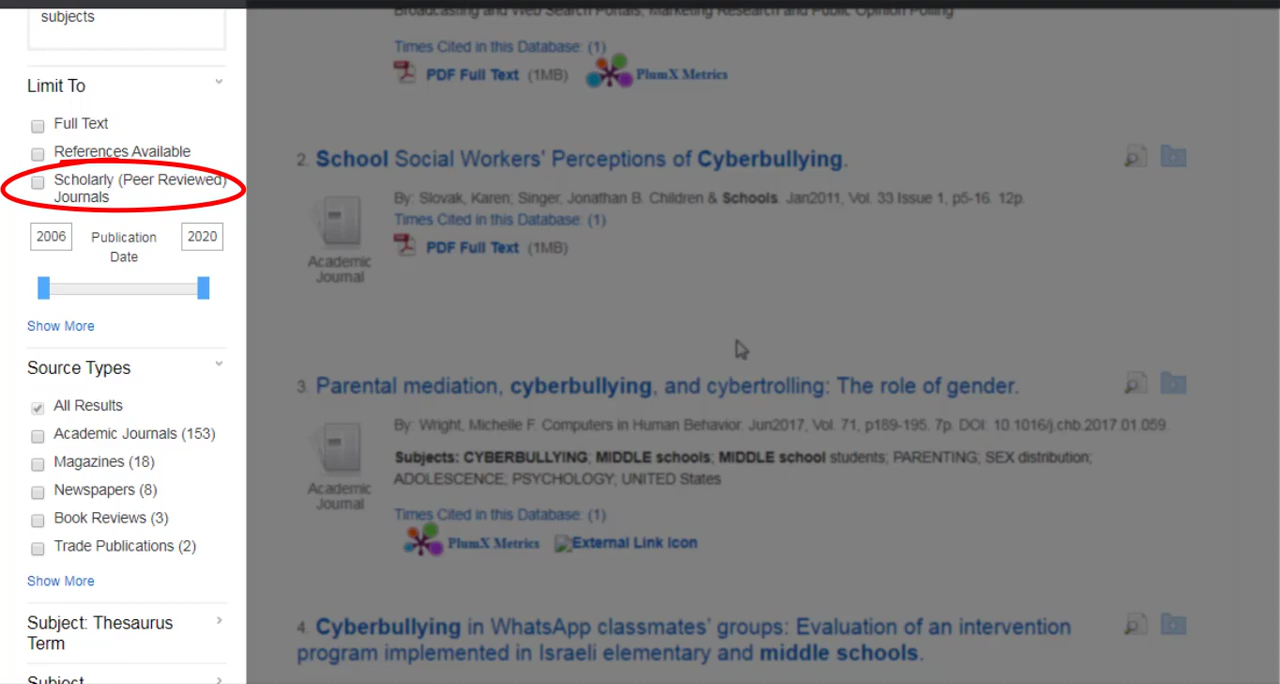 subjects
Limit To
Full Text
References Available
Scholarly (Peer Reviewed)
Journals
2006
Publication
Date
2020
Show More
Source Types
All Results
Academic Journals (153)
Magazines (18)
Newspapers (8)
Book Reviews (3)
Trade Publications (2)
Show More
Subject: Thesaurus
Term
Subject
Broadcasting and Web Search Portals; Marketing Research and Public Opinion Polling
Times Cited in this Database: (1)
PDF Full Text (1MB)
PlumX Metrics
2. School Social Workers' Perceptions of Cyberbullying.
By: Slovak, Karen; Singer, Jonathan B. Children & Schools. Jan2011, Vol. 33 Issue 1, p5-16. 12p.
Times Cited in this Database: (1)
PDF Full Text (1MB)
Academic
Journal
3. Parental mediation, cyberbullying, and cybertrolling: The role of gender.
By: Wright, Michelle F. Computers in Human Behavior. Jun2017, Vol. 71, p189-195. 7p. DOI: 10.1016/j.chb.2017.01.059.
Subjects: CYBERBULLYING; MIDDLE schools; MIDDLE school students; PARENTING; SEX distribution;
ADOLESCENCE; PSYCHOLOGY; UNITED States
Academic
Journal
Times Cited in this Database: (1)
PlumX Metrics
External Link Icon
4. Cyberbullying in WhatsApp classmates' groups: Evaluation of an intervention
program implemented in Israeli elementary and middle schools.